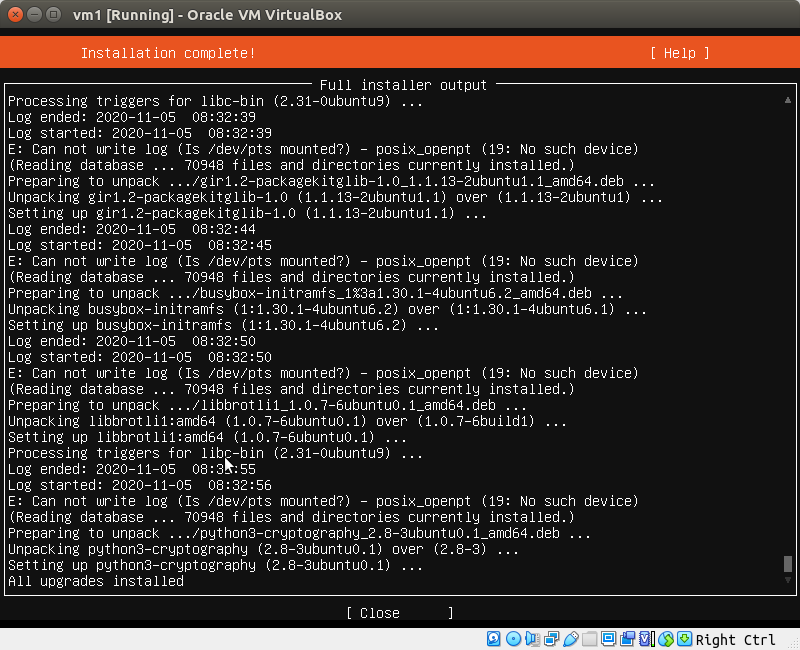 vm1 [Running] - Oracle VM VirtualBox
Installation complete! [ Help ]
Full installer output
Processing triggers for libc-bin (2.31-0ubuntu9) ...
Log ended: 2020-11-05  08:32:39
Log started: 2020-11-05  08:32:39
E: Can not write log (Is /dev/pts mounted?) - posix_openpt (19: No such device)
(Reading database ... 70948 files and directories currently installed.)
Preparing to unpack .../gir1.2-packagekitglib-1.0_1.1.13-2ubuntu1.1_amd64.deb ...
Unpacking gir1.2-packagekitglib-1.0 (1.1.13-2ubuntu1.1) over (1.1.13-2ubuntu1) ...
Setting up gir1.2-packagekitglib-1.0 (1.1.13-2ubuntu1.1) ...
Log ended: 2020-11-05  08:32:44
Log started: 2020-11-05  08:32:45
E: Can not write log (Is /dev/pts mounted?) - posix_openpt (19: No such device)
(Reading database ... 70948 files and directories currently installed.)
Preparing to unpack .../busybox-initramfs_1%3a1.30.1-4ubuntu6.2_amd64.deb ...
Unpacking busybox-initramfs (1:1.30.1-4ubuntu6.2) over (1:1.30.1-4ubuntu6.1) ...
Setting up busybox-initramfs (1:1.30.1-4ubuntu6.2) ...
Log ended: 2020-11-05  08:32:50
Log started: 2020-11-05  08:32:50
E: Can not write log (Is /dev/pts mounted?) - posix_openpt (19: No such device)
(Reading database ... 70948 files and directories currently installed.)
Preparing to unpack .../libbrotli1_1.0.7-6ubuntu0.1_amd64.deb ...
Unpacking libbrotli1:amd64 (1.0.7-6ubuntu0.1) over (1.0.7-6build1) ...
Setting up libbrotli1:amd64 (1.0.7-6ubuntu0.1) ...
Processing triggers for libc-bin (2.31-0ubuntu9) ...
Log ended: 2020-11-05  08:32:55
Log started: 2020-11-05  08:32:56
E: Can not write log (Is /dev/pts mounted?) - posix_openpt (19: No such device)
(Reading database ... 70948 files and directories currently installed.)
Preparing to unpack .../python3-cryptography_2.8-3ubuntu0.1_amd64.deb ...
Unpacking python3-cryptography (2.8-3ubuntu0.1) over (2.8-3) ...
Setting up python3-cryptography (2.8-3ubuntu0.1) ...
All upgrades installed
[ Close ]
Right Ctrl